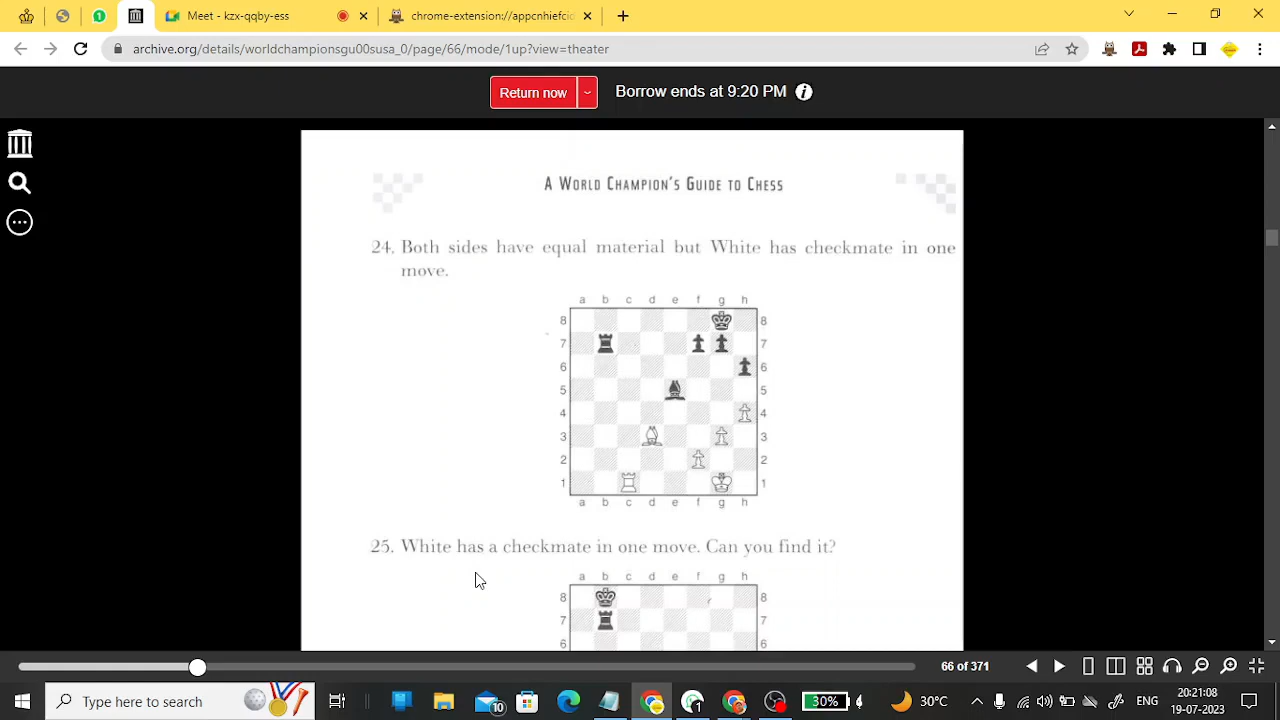 1
Meet - kzx-qqby-ess
chrome-extension://appcnhiefcic
archive.org/details/worldchampionsgu00susa_0/page/66/mode/1up?view=theater
Return now
Borrow ends at 9:20 PM
A WORLD CHAMPION'S GUIDE TO CHESS
24. Both sides have equal material but White has checkmate in one
move.
a b c d e f g h
8 8
7 7
6 6
5 5
4 4
3 3
2 2
1 1
a b c d e f g h
25. White has a checkmate in one move. Can you find it?
a b c d e f g h
8 8
7 7
6 6
66 of 371
Type here to search
10
1
30%
30°C
ENG
20:21:08
19-07-2023